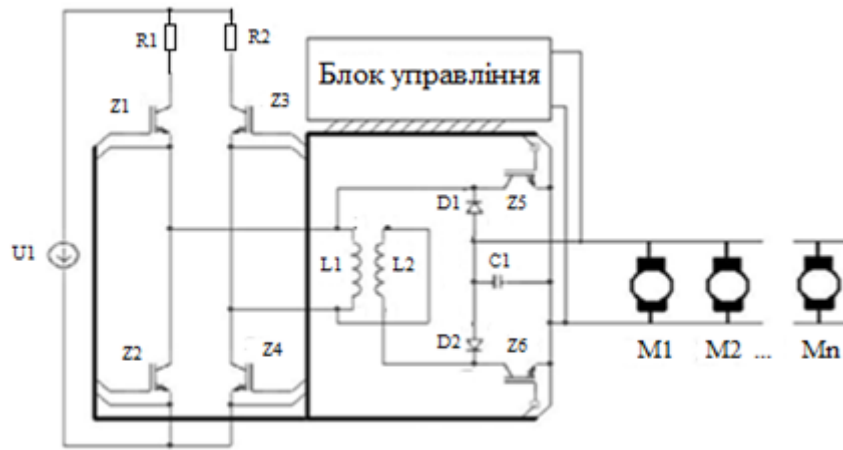 R1
R2
Блок управління
Z1
Z3
D1
Z5
U1
L1
L2
C1
Z2
Z4
D2
Z6
M1
M2 ...
Mn